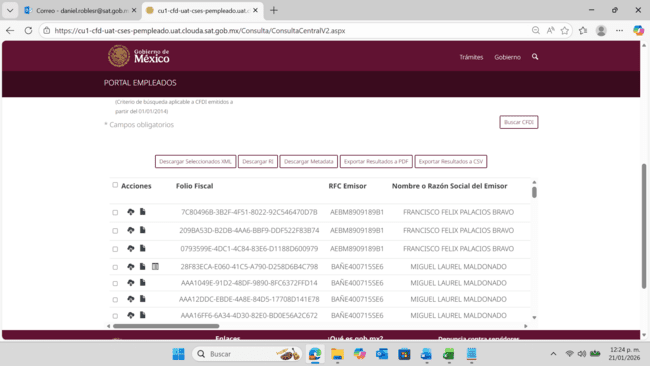 Correo - daniel.roblesr@sat.gob.m
cu1-cfd-uat-cses-pempleado.uat.c
https://cu1-cfd-uat-cses-pempleado.uat.clouda.sat.gob.mx/Consulta/ConsultaCentralV2.aspx
Gobierno de
México
Trámites Gobierno
PORTAL EMPLEADOS
(Criterio de búsqueda aplicable a CFDI emitidos a
partir del 01/01/2014)
* Campos obligatorios
Buscar CFDI
Descargar Seleccionados XML Descargar RI Descargar Metadata Exportar Resultados a PDF Exportar Resultados a CSV
Acciones Folio Fiscal RFC Emisor Nombre o Razón Social del Emisor
7C80496B-3B2F-4F51-8022-92C546470D7B AEBM8909189B1 FRANCISCO FELIX PALACIOS BRAVO
209BA53D-B2DB-4AA6-BBF9-DDF522F83B74 AEBM8909189B1 FRANCISCO FELIX PALACIOS BRAVO
0793599E-4DC1-4C84-83E6-D1188D600979 AEBM8909189B1 FRANCISCO FELIX PALACIOS BRAVO
28F83ECA-E060-41C5-A790-D258D6B4C798 BAÑE400715SE6 MIGUEL LAUREL MALDONADO
AAA1049E-91D2-48DF-9890-8FC6372FFD14 BAÑE400715SE6 MIGUEL LAUREL MALDONADO
AAA12DDC-EBDE-4A8E-84D5-17708D141E78 BAÑE400715SE6 MIGUEL LAUREL MALDONADO
AAA16FF6-6A34-4D30-82E0-BD0E56A2C672 BAÑE400715SE6 MIGUEL LAUREL MALDONADO
Enlaces ¿Qué es gob.mx? Denuncia contra servidores
Buscar
12:24 p. m.
21/01/2026